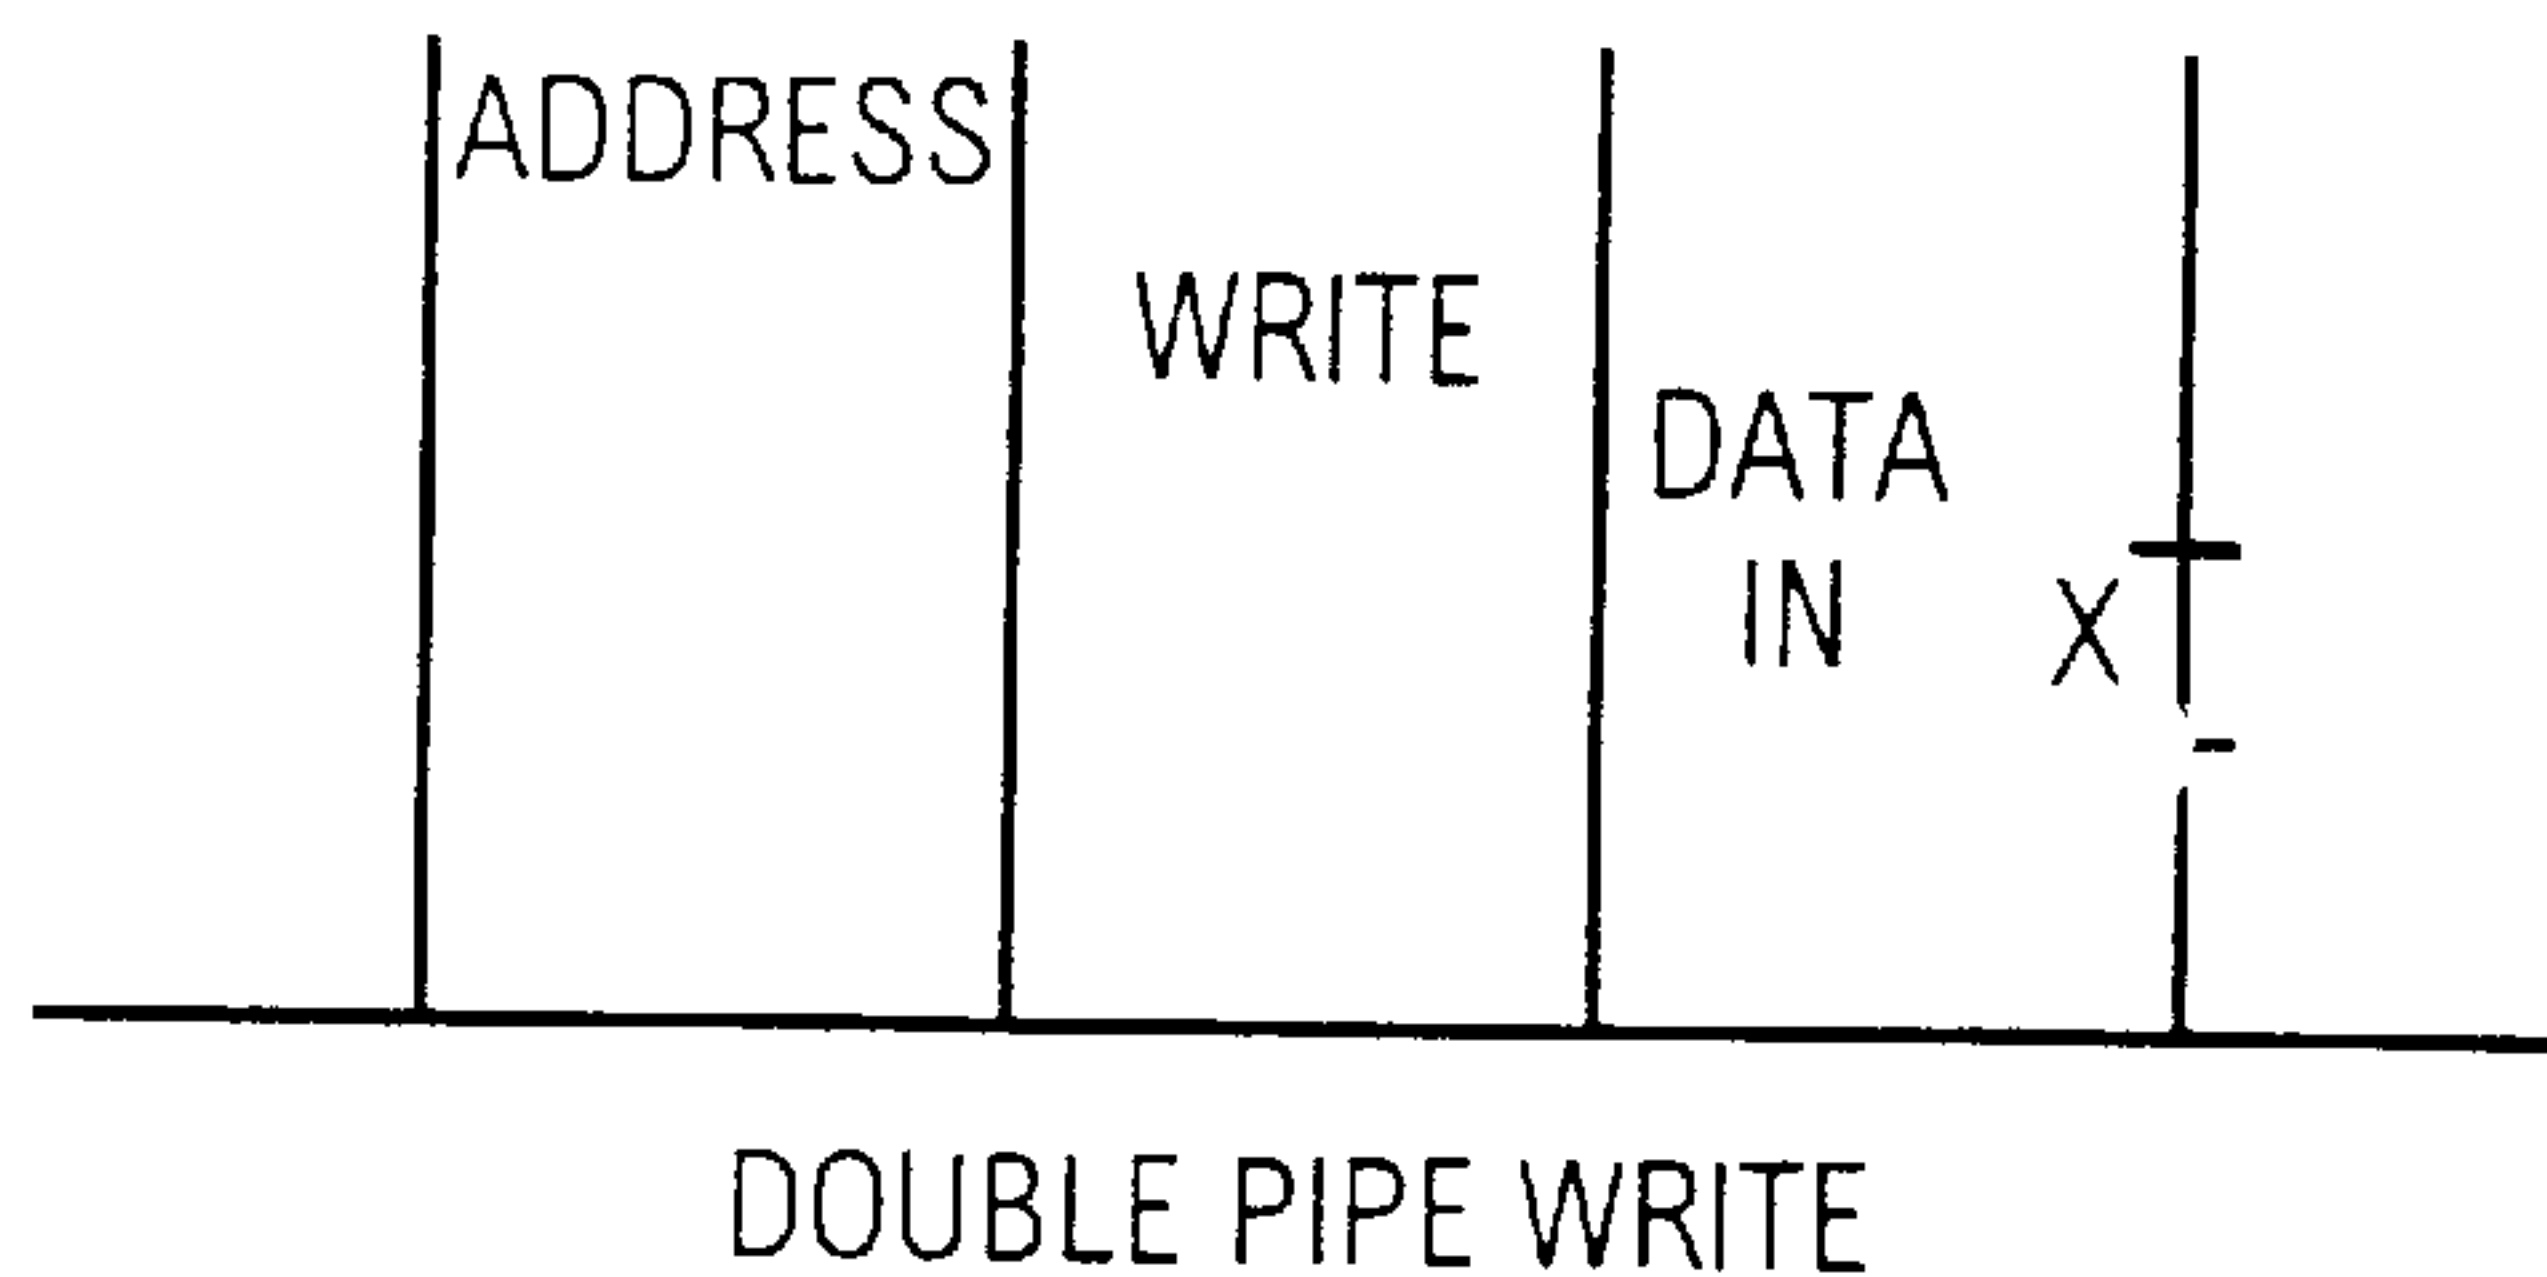 ADDRESS
WRITE
DATA
IN
X
DOUBLE PIPE WRITE